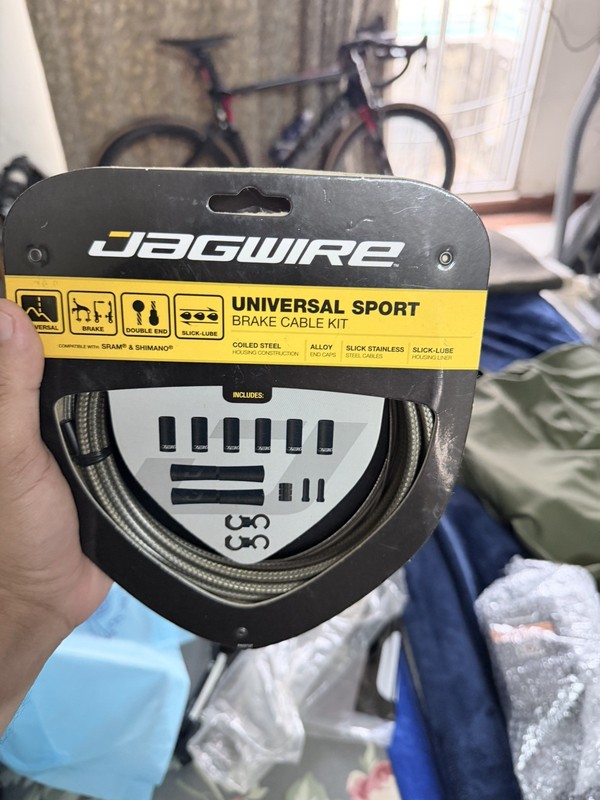 JAGWIRE
UNIVERSAL SPORT
BRAKE CABLE KIT
VERSAL
BRAKE
DOUBLE END
SLICK-LUBE
COMPATIBLE WITH: SRAM® & SHIMANO®
COILED STEEL
HOUSING CONSTRUCTION
ALLOY
END CAPS
SLICK STAINLESS
STEEL CABLES
SLICK-LUBE
HOUSING LINER
INCLUDES: